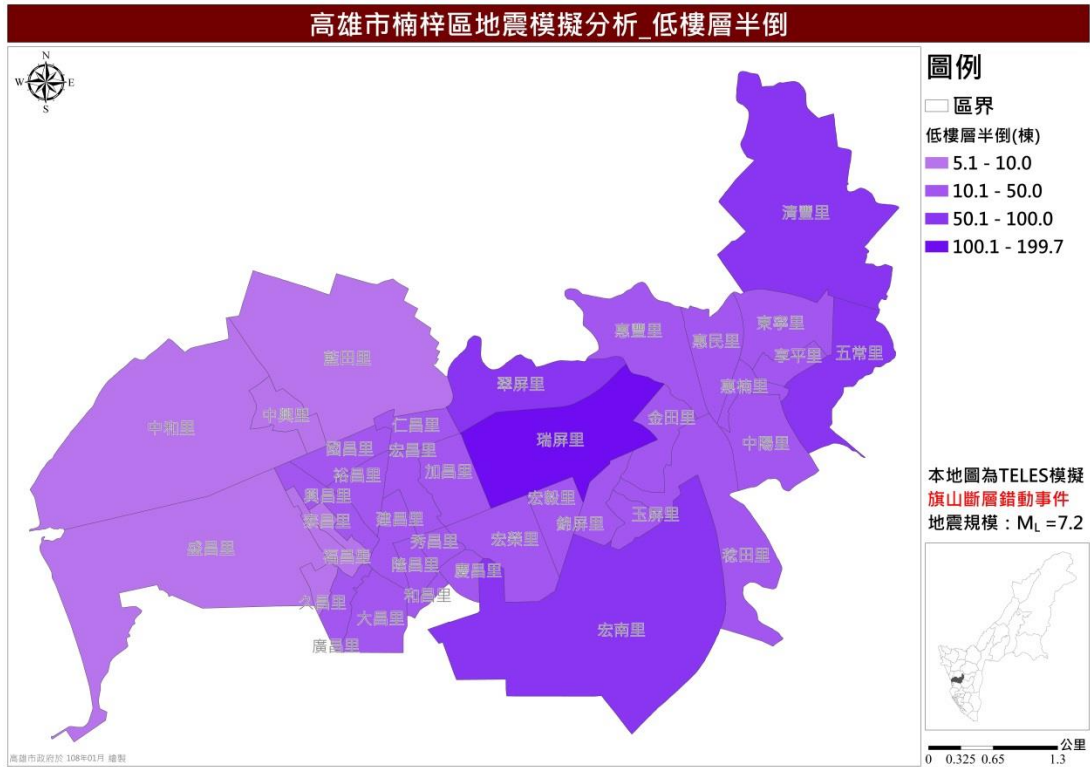 高雄市楠梓區地震模擬分析_低樓層半倒
N
W
E
S
圖例
區界
低樓層半倒(棟)
5.1 - 10.0
10.1 - 50.0
50.1 - 100.0
100.1 - 199.7
清豐里
惠豐里
惠民里
東寧里
享平里
五常里
藍田里
翠屏里
惠楠里
中和里
中興里
仁昌里
金田里
中陽里
國昌里
宏昌里
瑞屏里
裕昌里
加昌里
興昌里
宏毅里
泰昌里
建昌里
錦屏里
玉屏里
盛昌里
秀昌里
宏榮里
福昌里
隆昌里
慶昌里
稔田里
久昌里
和昌里
大昌里
宏南里
廣昌里
本地圖為TELES模擬
旗山斷層錯動事件
地震規模：ML =7.2
公里
0 0.325 0.65 1.3
高雄市政府於 108年01月 繪製